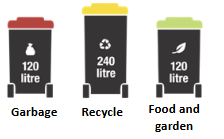 120
litre
240
litre
120
litre
Garbage
Recycle
Food and
garden